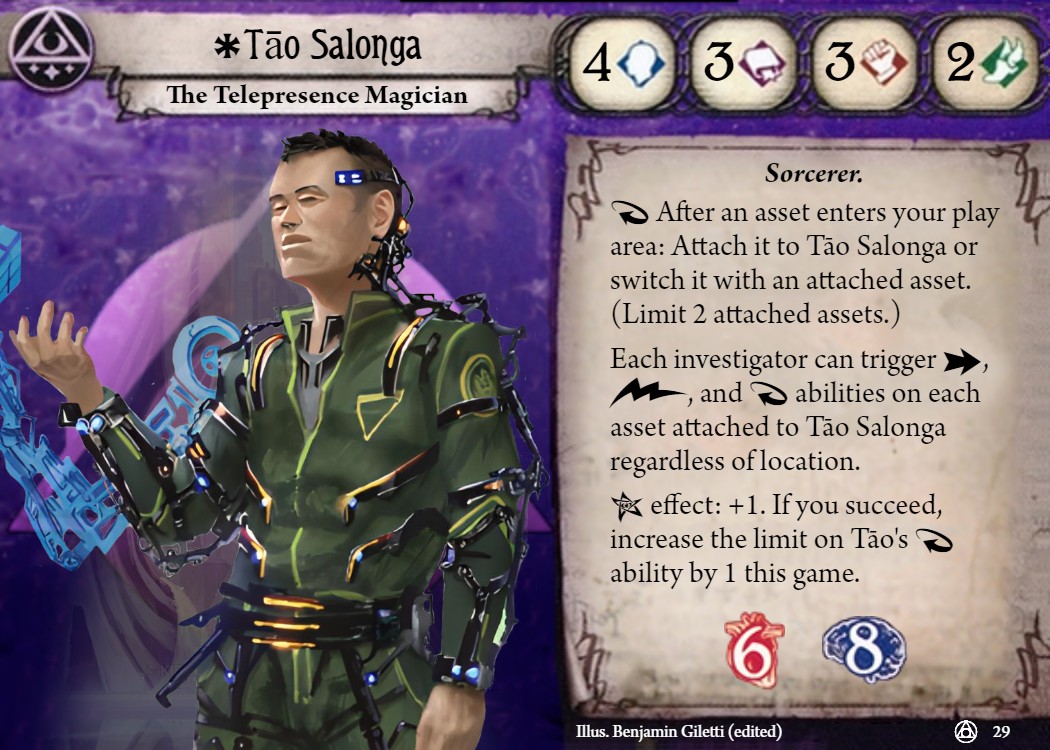 *Tāo Salonga
The Telepresence Magician
4 3 3 2
Sorcerer.
After an asset enters your play
area: Attach it to Tāo Salonga or
switch it with an attached asset.
(Limit 2 attached assets.)
Each investigator can trigger ,
, and abilities on each
asset attached to Tāo Salonga
regardless of location.
effect: +1. If you succeed,
increase the limit on Tāo's
ability by 1 this game.
6 8
Illus. Benjamin Giletti (edited)
29